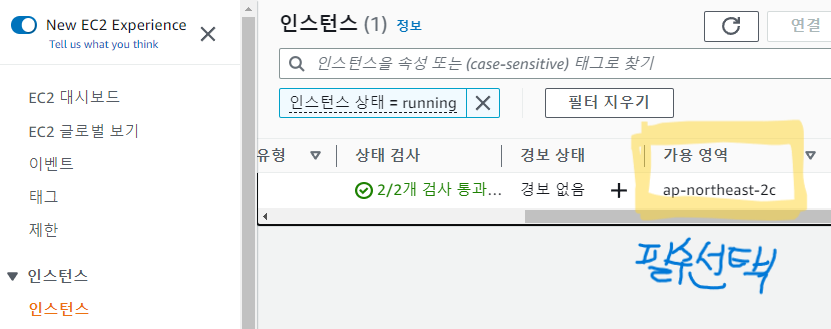 New EC2 Experience
Tell us what you think
EC2 대시보드
EC2 글로벌 보기
이벤트
태그
제한
인스턴스
인스턴스
인스턴스 (1) 정보
연결
인스턴스을 속성 또는 (case-sensitive) 태그로 찾기
인스턴스 상태 = running
필터 지우기
유형 상태 검사 경보 상태 가용 영역
2/2개 검사 통과... 경보 없음 + ap-northeast-2c
필수선택